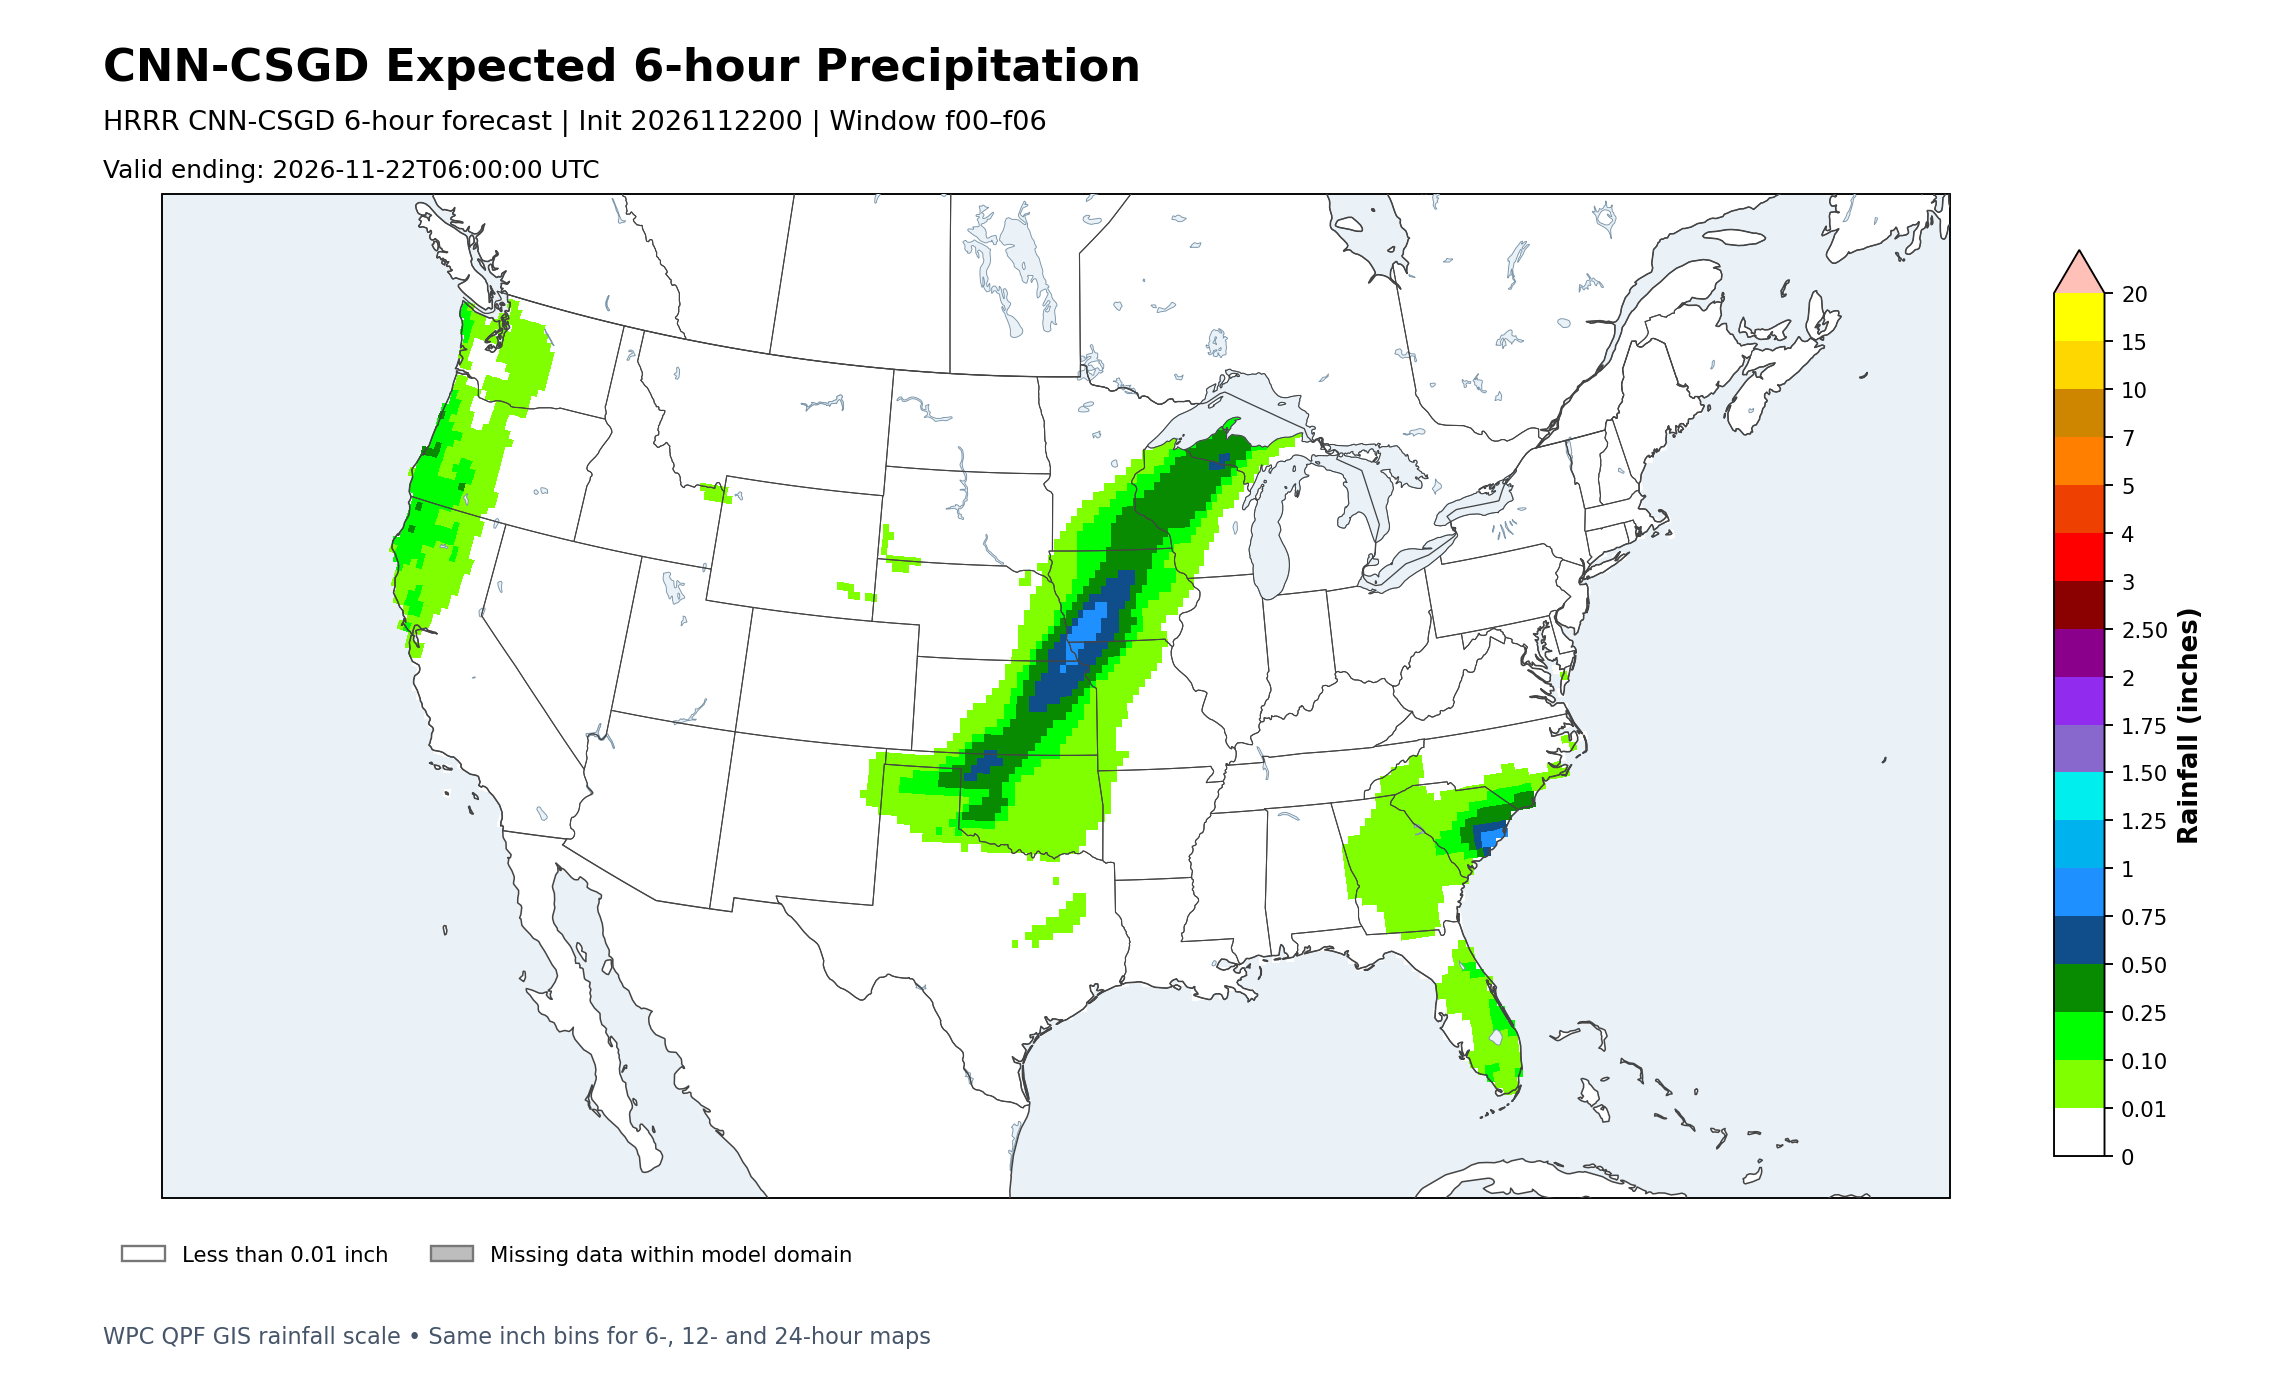 CNN-CSGD Expected 6-hour Precipitation
HRRR CNN-CSGD 6-hour forecast | Init 2026112200 | Window f00–f06
Valid ending: 2026-11-22T06:00:00 UTC
20
15
10
7
5
4
3
2.50
2
1.75
1.50
1.25
1
0.75
0.50
0.25
0.10
0.01
0
Rainfall (inches)
Less than 0.01 inch
Missing data within model domain
WPC QPF GIS rainfall scale • Same inch bins for 6-, 12- and 24-hour maps